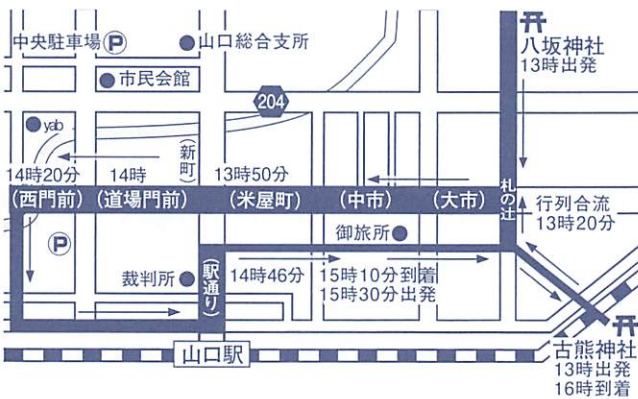 中央駐車場 P
山口総合支所
八坂神社
13時出発
市民会館
204
yab
(新町)
14時20分
14時
13時50分
(西門前)
(道場門前)
(米屋町)
(中市)
(大市)
札の辻
行列合流
13時20分
御旅所
P
裁判所
(駅通り)
14時46分
15時10分到着
15時30分出発
山口駅
古熊神社
13時出発
16時到着